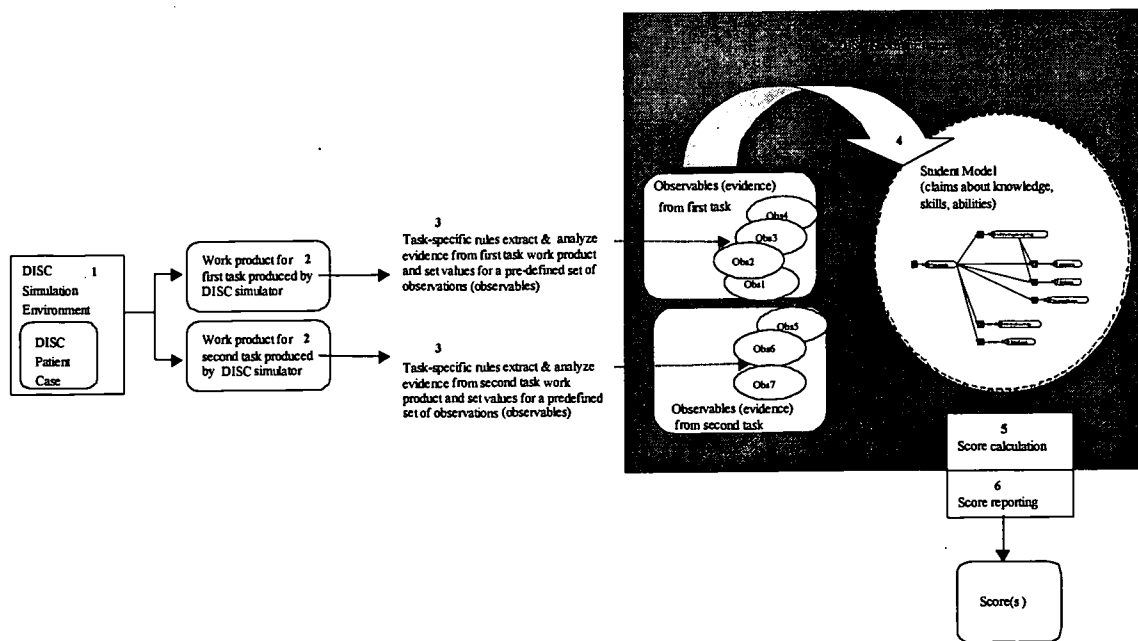 DISC 1
Simulation
Environment
DISC
Patient
Case
Work product for 2
first task produced by
DISC simulator
Work product for 2
second task produced
by DISC simulator
3
Task-specific rules extract & analyze
evidence from first task work product
and set values for a pre-defined set of
observations (observables)
3
Task-specific rules extract & analyze
evidence from second task work
product and set values for a predefined
set of observations (observables)
Observables (evidence)
from first task
Obs4
Obs3
Obs2
Obs1
Obs5
Obs6
Obs7
Observables (evidence)
from second task
4
Student Model
(claims about knowledge,
skills, abilities)
5
Score calculation
6
Score reporting
Score(s)